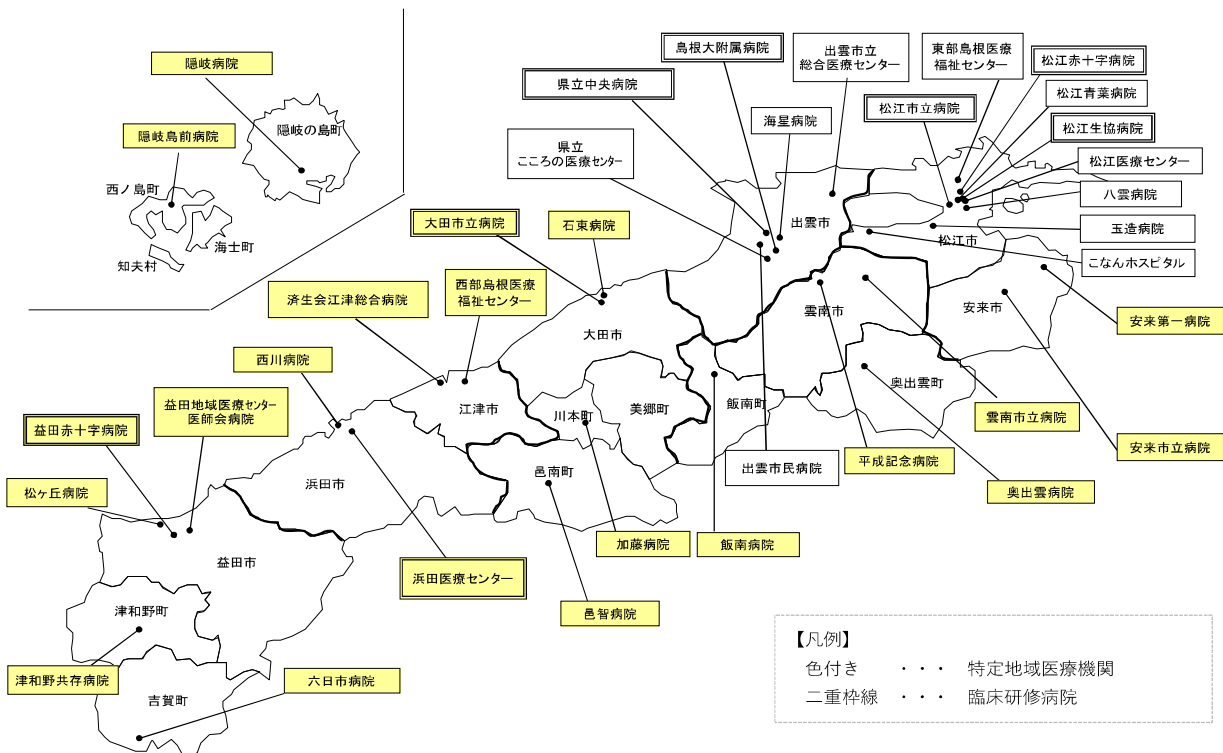 隠岐病院
隠岐の島町
隠岐島前病院
西ノ島町
海士町
知夫村
島根大附属病院
出雲市立
総合医療センター
東部島根医療
福祉センター
松江赤十字病院
県立中央病院
松江市立病院
松江青葉病院
海星病院
松江生協病院
県立
こころの医療センター
松江医療センター
八雲病院
玉造病院
こなんホスピタル
出雲市
松江市
大田市立病院
石東病院
済生会江津総合病院
西部島根医療
福祉センター
雲南市
安来市
安来第一病院
大田市
西川病院
江津市
川本町
美郷町
飯南町
奥出雲町
益田地域医療センター
医師会病院
益田赤十字病院
雲南市立病院
安来市立病院
平成記念病院
出雲市民病院
奥出雲病院
邑南町
浜田市
松ヶ丘病院
加藤病院
飯南病院
益田市
浜田医療センター
邑智病院
津和野町
津和野共存病院
六日市病院
吉賀町
【凡例】
色付き ・・・ 特定地域医療機関
二重枠線 ・・・ 臨床研修病院